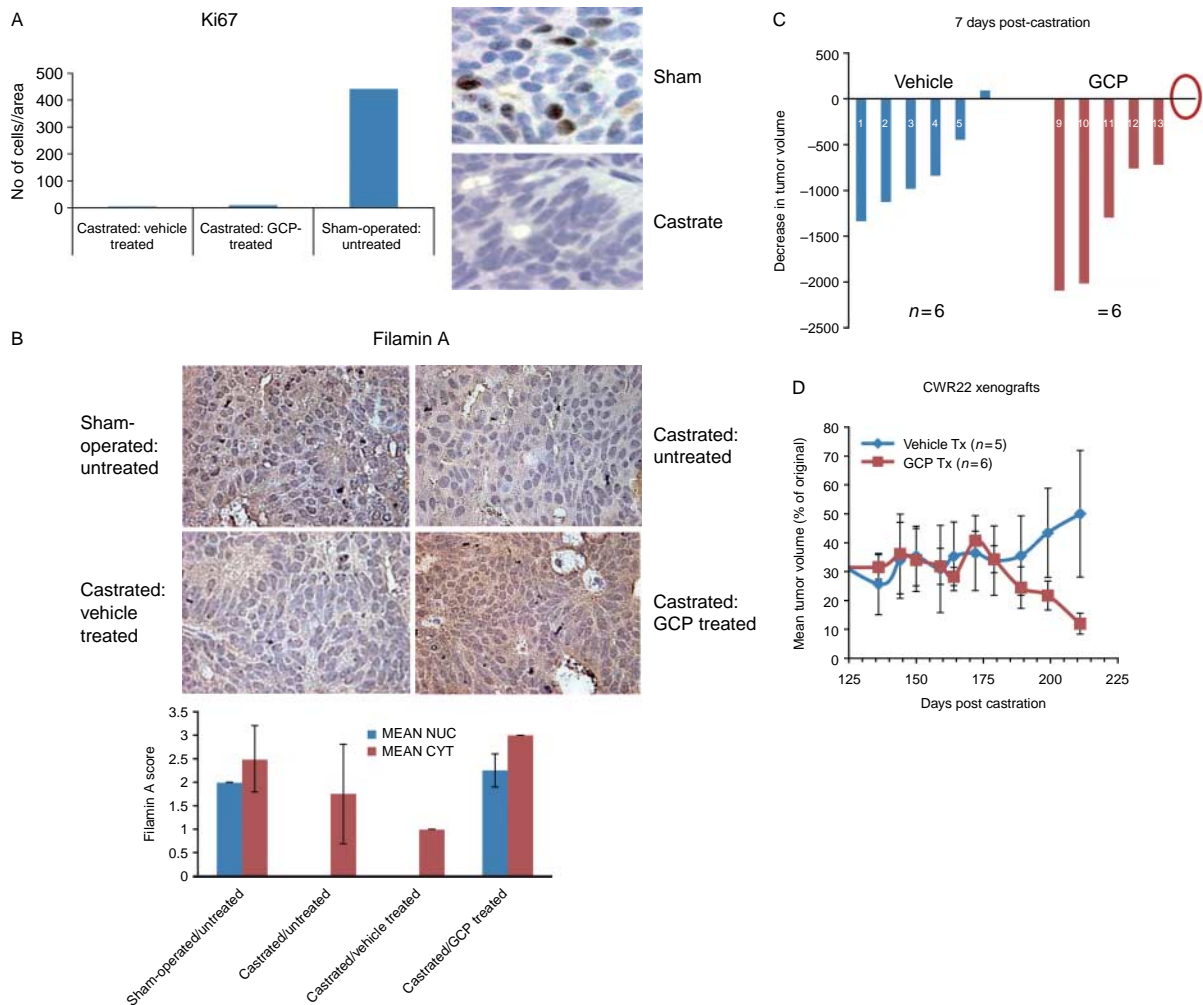 A
Ki67
No of cells//area
500
400
300
200
100
0
Castrated: vehicle
treated
Castrated: GCP-
treated
Sham-operated:
untreated
Sham
Castrate
B
Filamin A
Sham-
operated:
untreated
Castrated:
untreated
Castrated:
vehicle
treated
Castrated:
GCP treated
Filamin A score
3.5
3
2.5
2
1.5
1
0.5
0
MEAN NUC
MEAN CYT
Sham-operated/untreated
Castrated/untreated
Castrated/vehicle treated
Castrated/GCP treated
C
7 days post-castration
Decrease in tumor volume
500
0
−500
−1000
−1500
−2000
−2500
Vehicle
GCP
1 2 3 4 5
9 10 11 12 13
n=6
=6
D
CWR22 xenografts
Mean tumor volume (% of original)
80
70
60
50
40
30
20
10
0
Vehicle Tx (n=5)
GCP Tx (n=6)
125 150 175 200 225
Days post castration